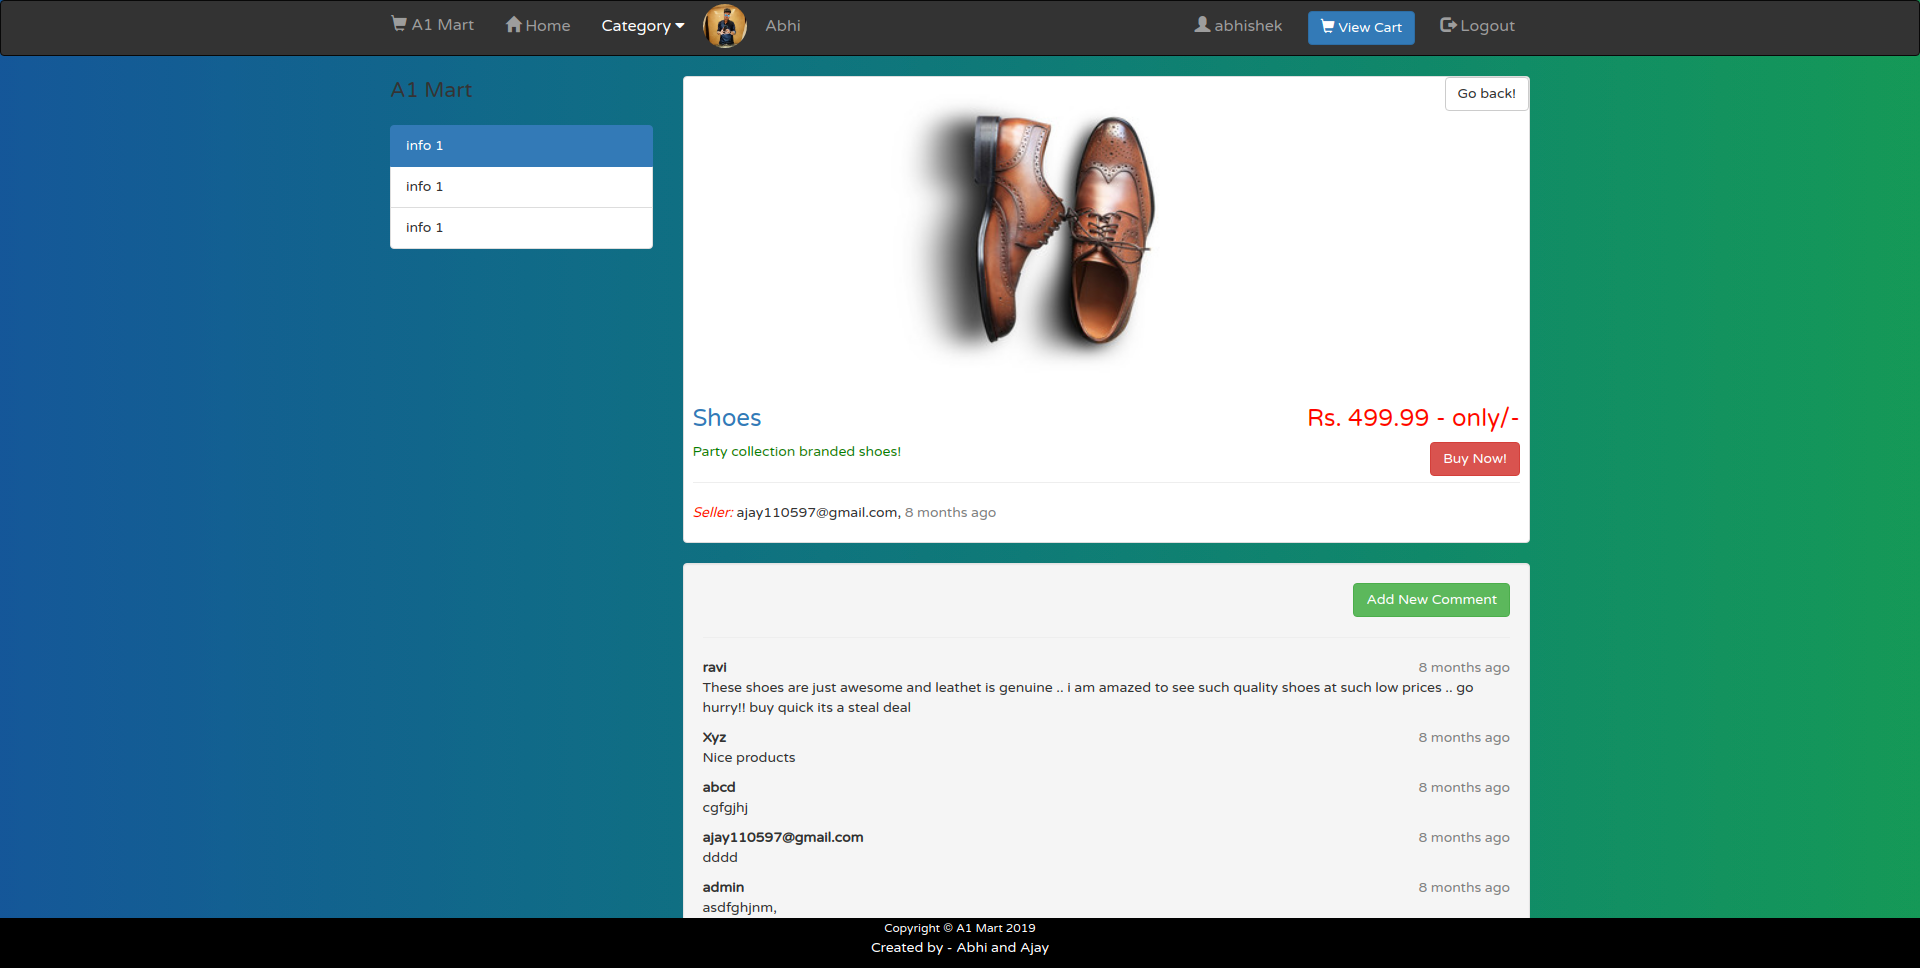 A1 Mart Home Category Abhi abhishek View Cart Logout
A1 Mart
info 1
info 1
info 1
Go back!
Shoes Rs. 499.99 - only/-
Party collection branded shoes! Buy Now!
Seller: ajay110597@gmail.com, 8 months ago
Add New Comment
ravi 8 months ago
These shoes are just awesome and leathet is genuine .. i am amazed to see such quality shoes at such low prices .. go
hurry!! buy quick its a steal deal
Xyz 8 months ago
Nice products
abcd 8 months ago
cgfgjhj
ajay110597@gmail.com 8 months ago
dddd
admin 8 months ago
asdfghjnm,
Copyright © A1 Mart 2019
Created by - Abhi and Ajay